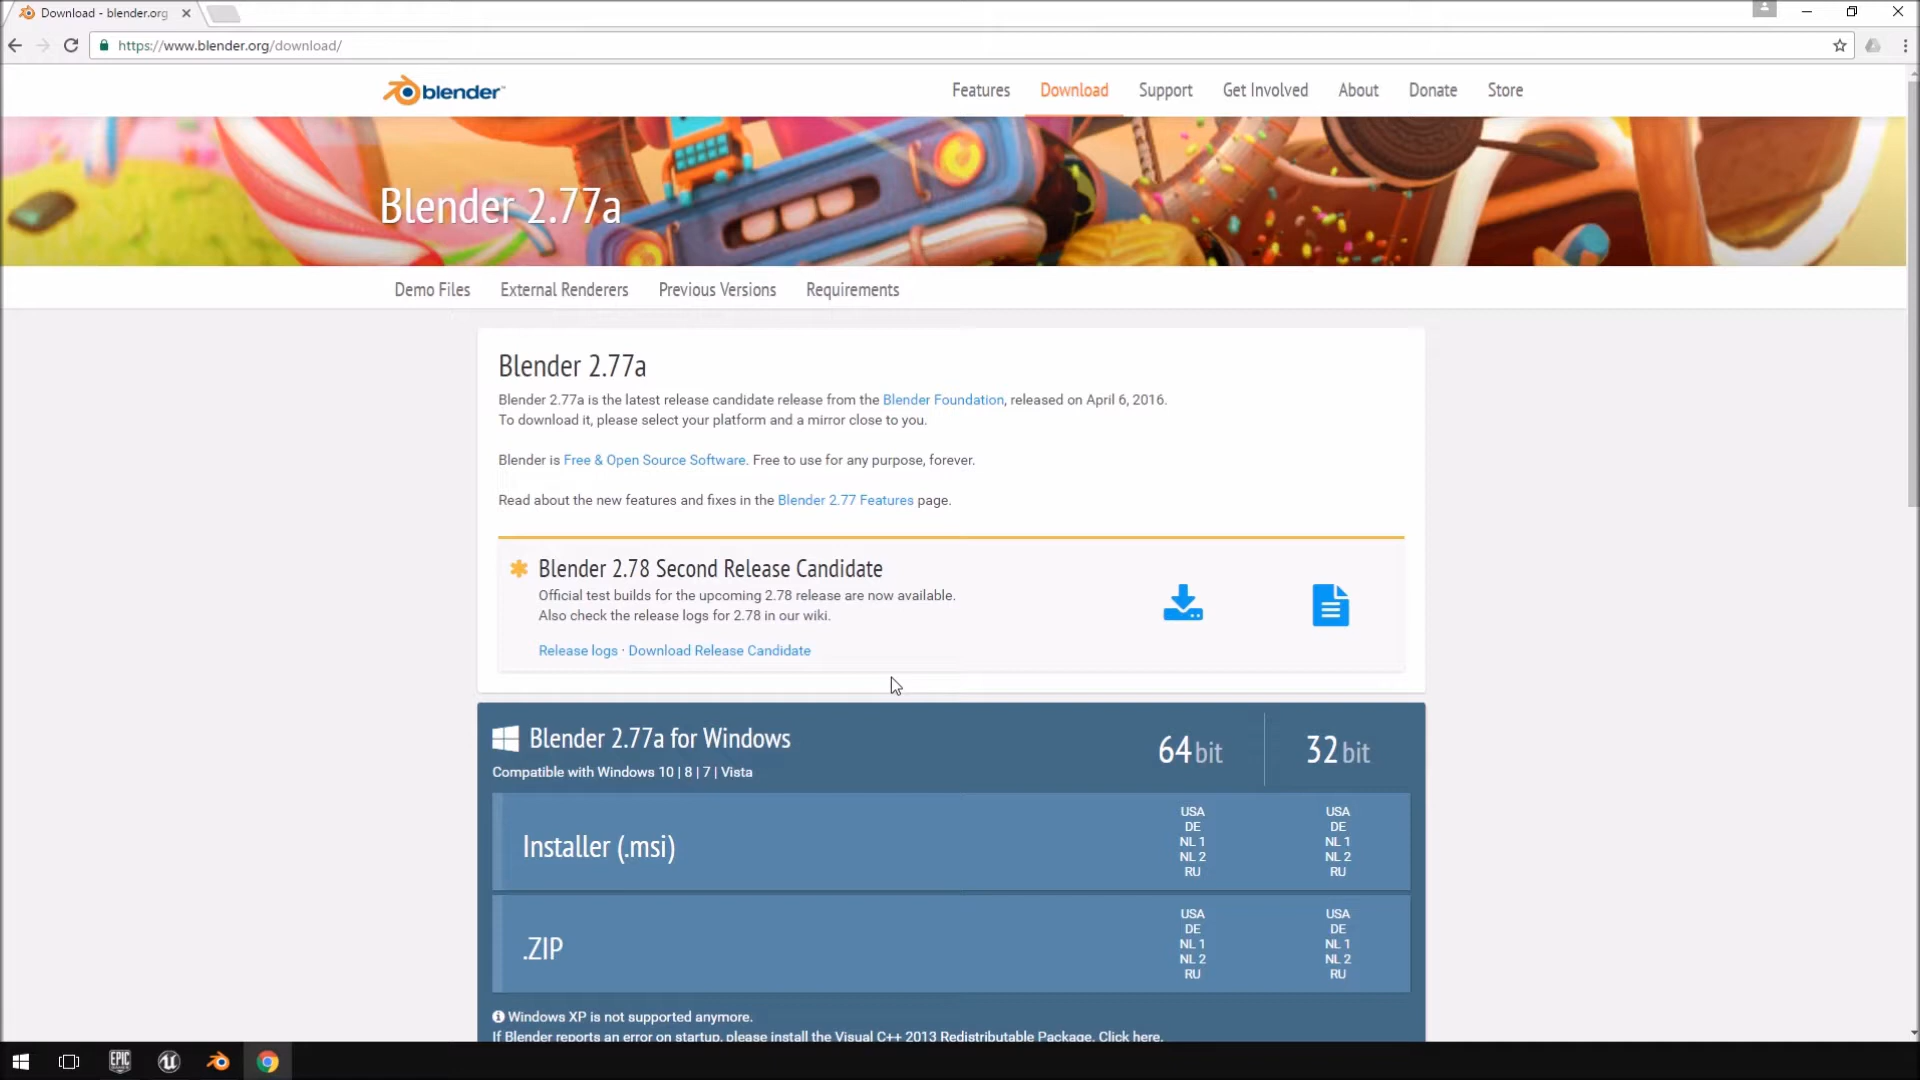 Download - blender.org
https://www.blender.org/download/
blender™
Features Download Support Get Involved About Donate Store
Blender 2.77a
Demo Files External Renderers Previous Versions Requirements
Blender 2.77a
Blender 2.77a is the latest release candidate release from the Blender Foundation, released on April 6, 2016.
To download it, please select your platform and a mirror close to you.
Blender is Free & Open Source Software. Free to use for any purpose, forever.
Read about the new features and fixes in the Blender 2.77 Features page.
Blender 2.78 Second Release Candidate
Official test builds for the upcoming 2.78 release are now available.
Also check the release logs for 2.78 in our wiki.
Release logs · Download Release Candidate
Blender 2.77a for Windows 64 bit 32 bit
Compatible with Windows 10 | 8 | 7 | Vista
Installer (.msi)
USA USA
DE DE
NL 1 NL 1
NL 2 NL 2
RU RU
.ZIP
USA USA
DE DE
NL 1 NL 1
NL 2 NL 2
RU RU
Windows XP is not supported anymore.
If Blender reports an error on startup, please install the Visual C++ 2013 Redistributable Package. Click here.
EPIC